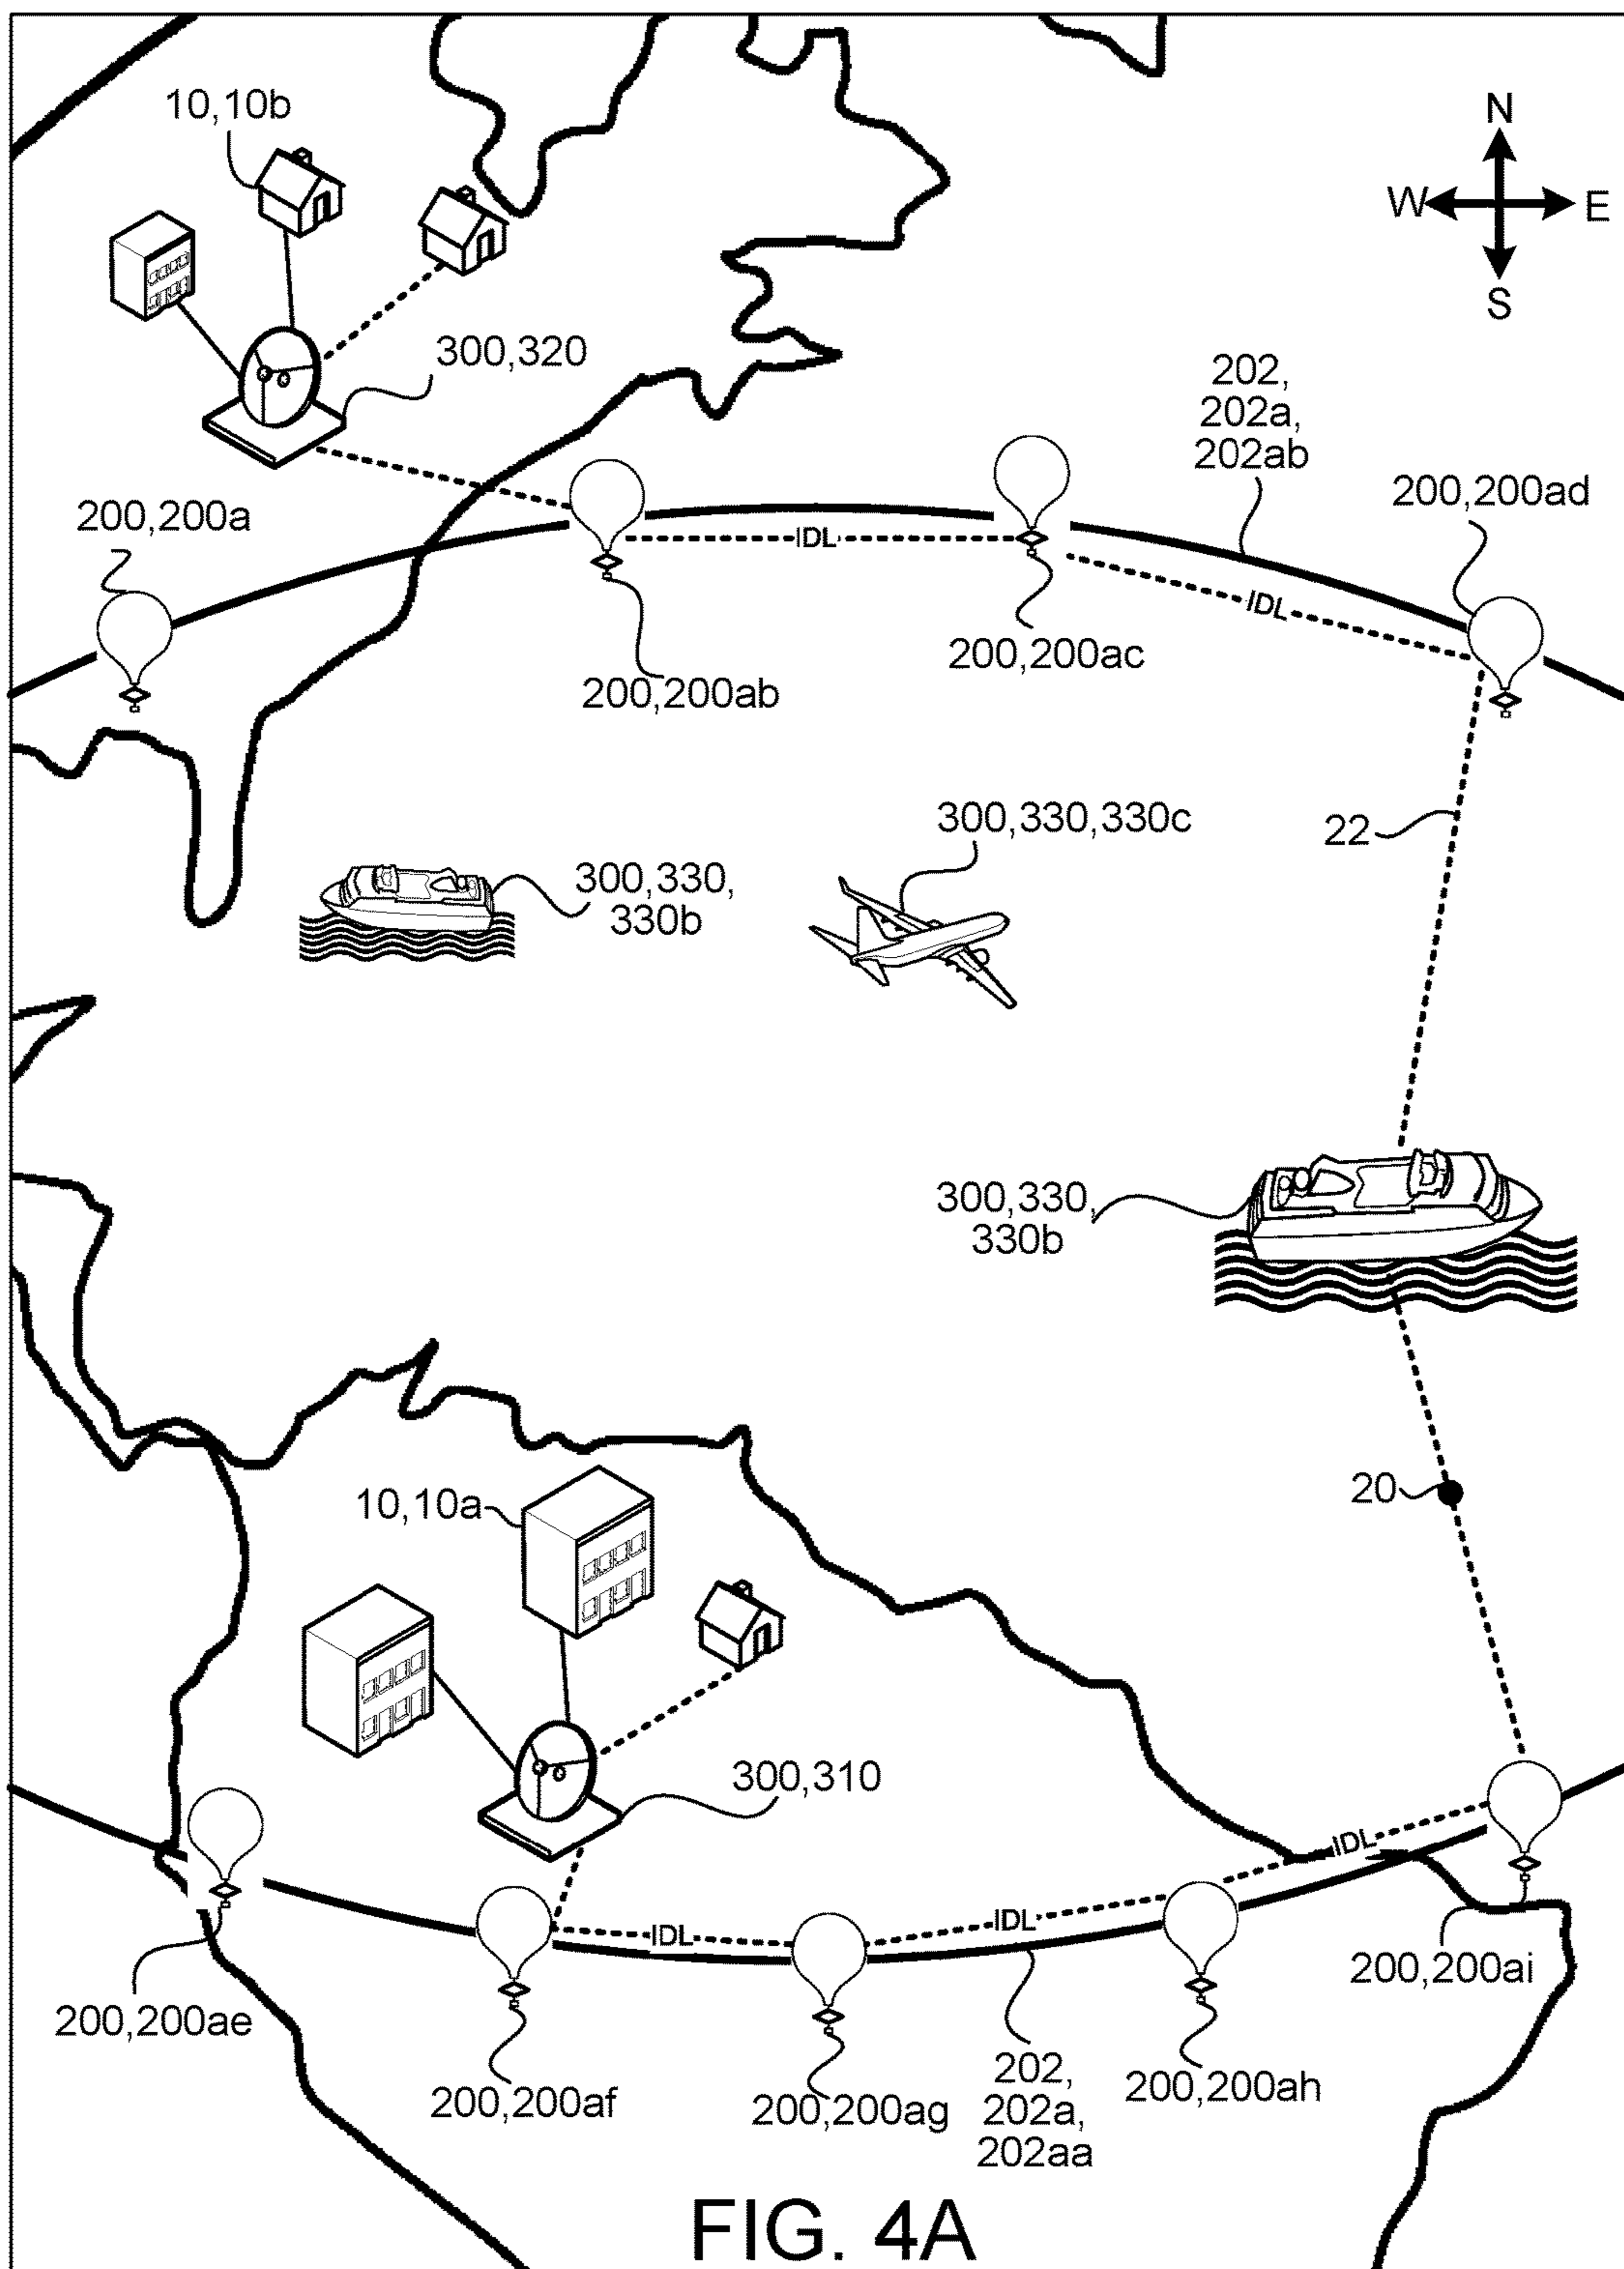 10,10b
N
W
E
S
300,320
202,
202a,
202ab
200,200ad
200,200a
IDL
IDL
200,200ac
200,200ab
300,330,330c
22
300,330,
330b
300,330,
330b
20
10,10a
300,310
IDL
IDL
IDL
200,200ai
200,200ae
200,200af
200,200ag
202,
202a,
202aa
200,200ah
FIG. 4A